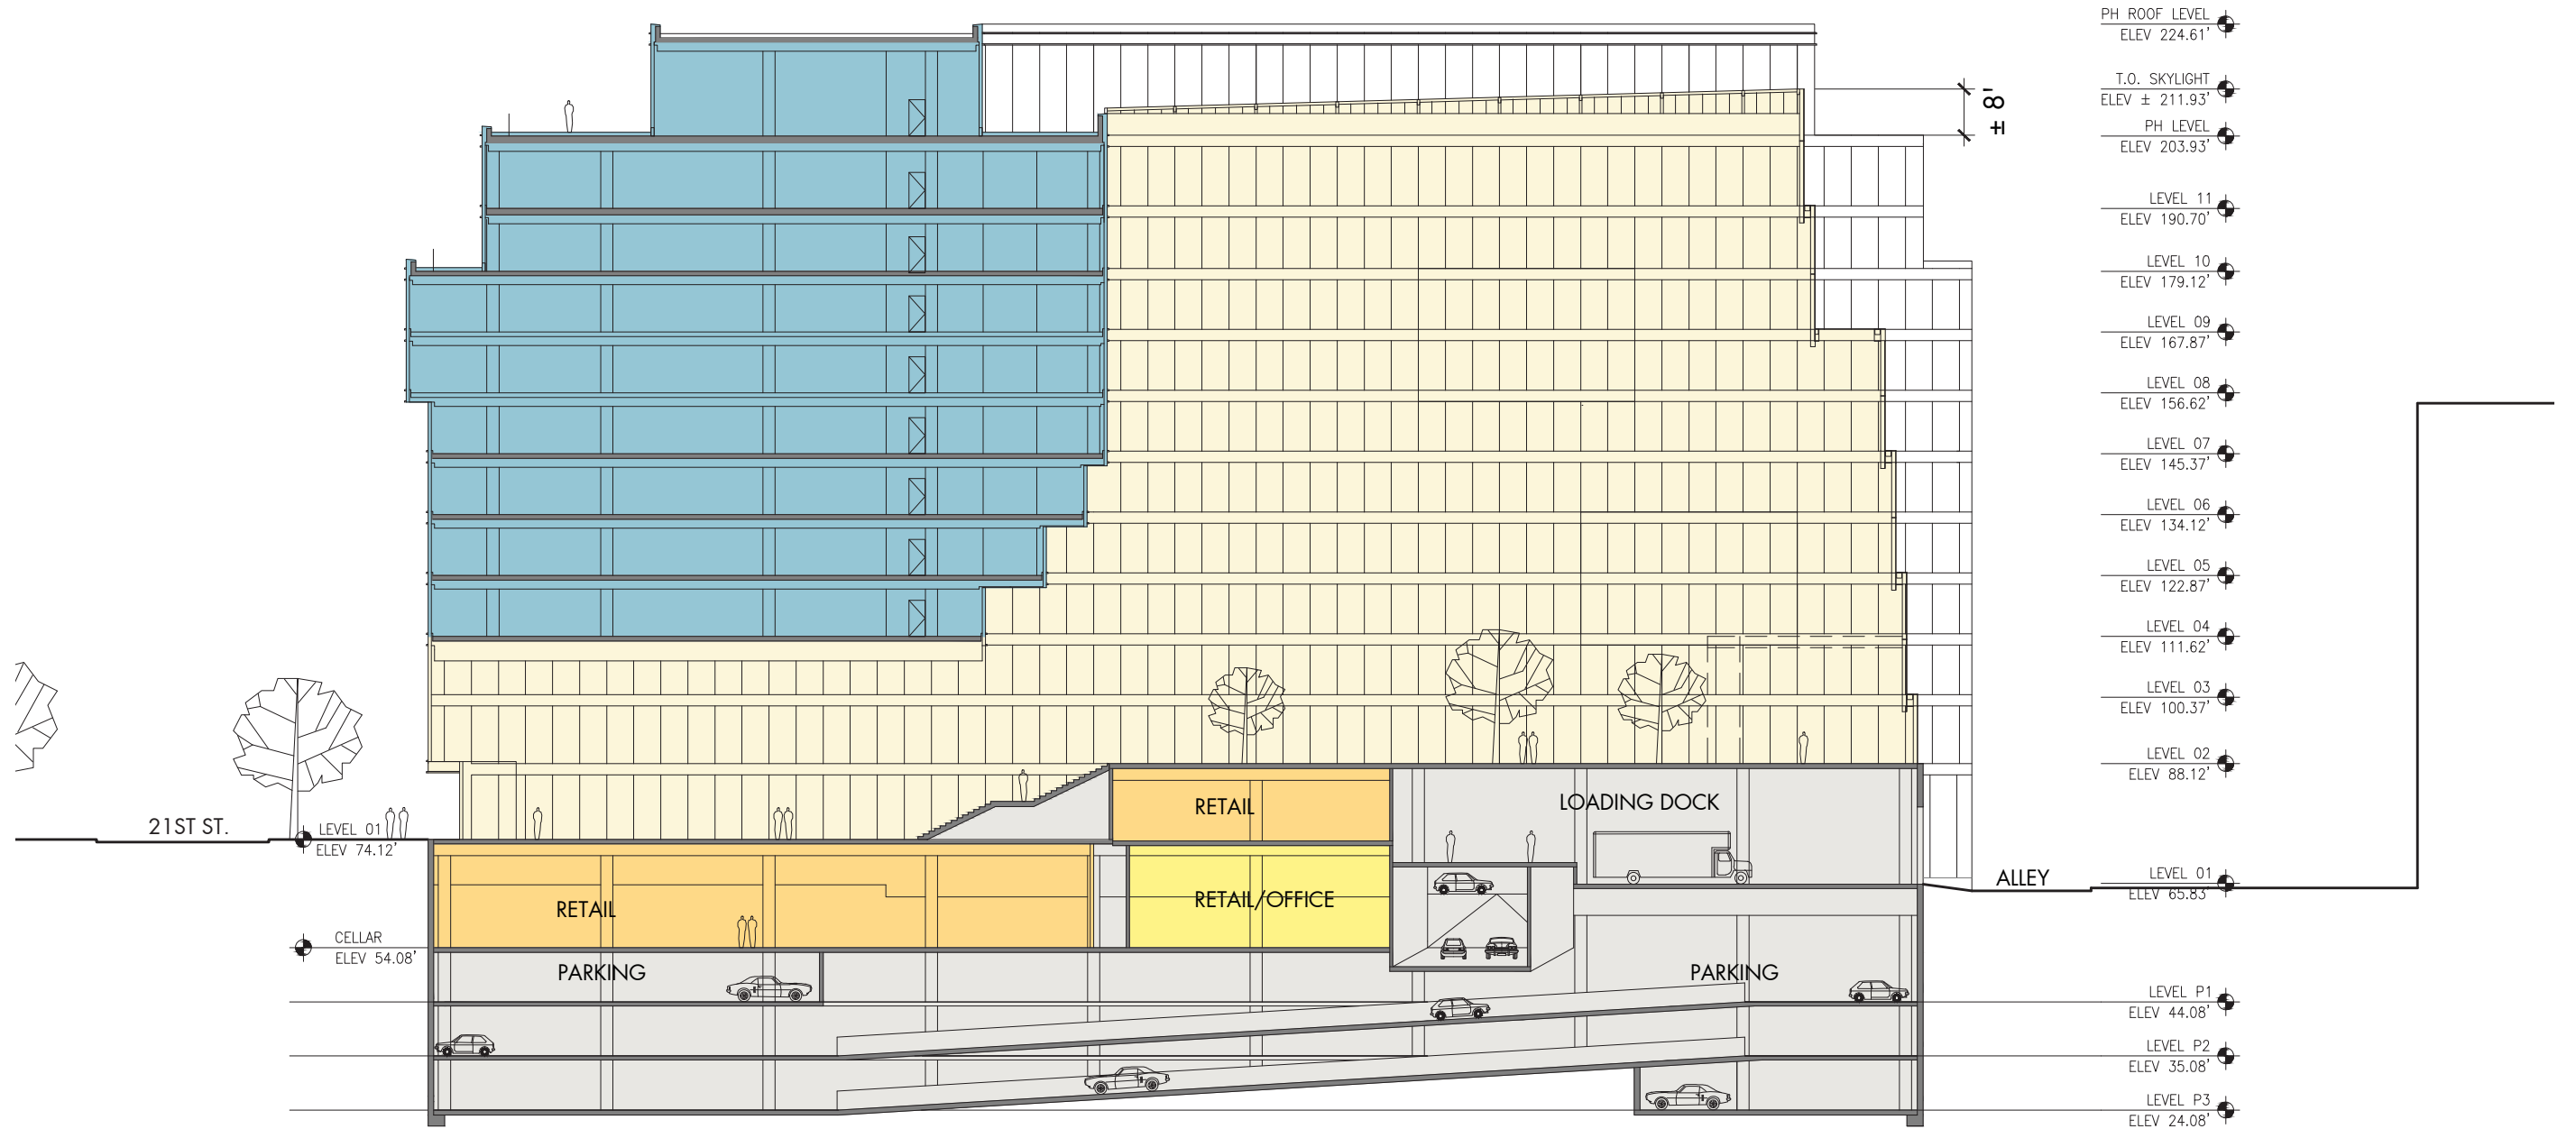 PH ROOF LEVEL
ELEV 224.61'
T.O. SKYLIGHT
ELEV ± 211.93'
± 8'
PH LEVEL
ELEV 203.93'
LEVEL 11
ELEV 190.70'
LEVEL 10
ELEV 179.12'
LEVEL 09
ELEV 167.87'
LEVEL 08
ELEV 156.62'
LEVEL 07
ELEV 145.37'
LEVEL 06
ELEV 134.12'
LEVEL 05
ELEV 122.87'
LEVEL 04
ELEV 111.62'
LEVEL 03
ELEV 100.37'
LEVEL 02
ELEV 88.12'
RETAIL
LOADING DOCK
21ST ST.
LEVEL 01
ELEV 74.12'
ALLEY
LEVEL 01
ELEV 65.83'
RETAIL
RETAIL/OFFICE
CELLAR
ELEV 54.08'
PARKING
PARKING
LEVEL P1
ELEV 44.08'
LEVEL P2
ELEV 35.08'
LEVEL P3
ELEV 24.08'